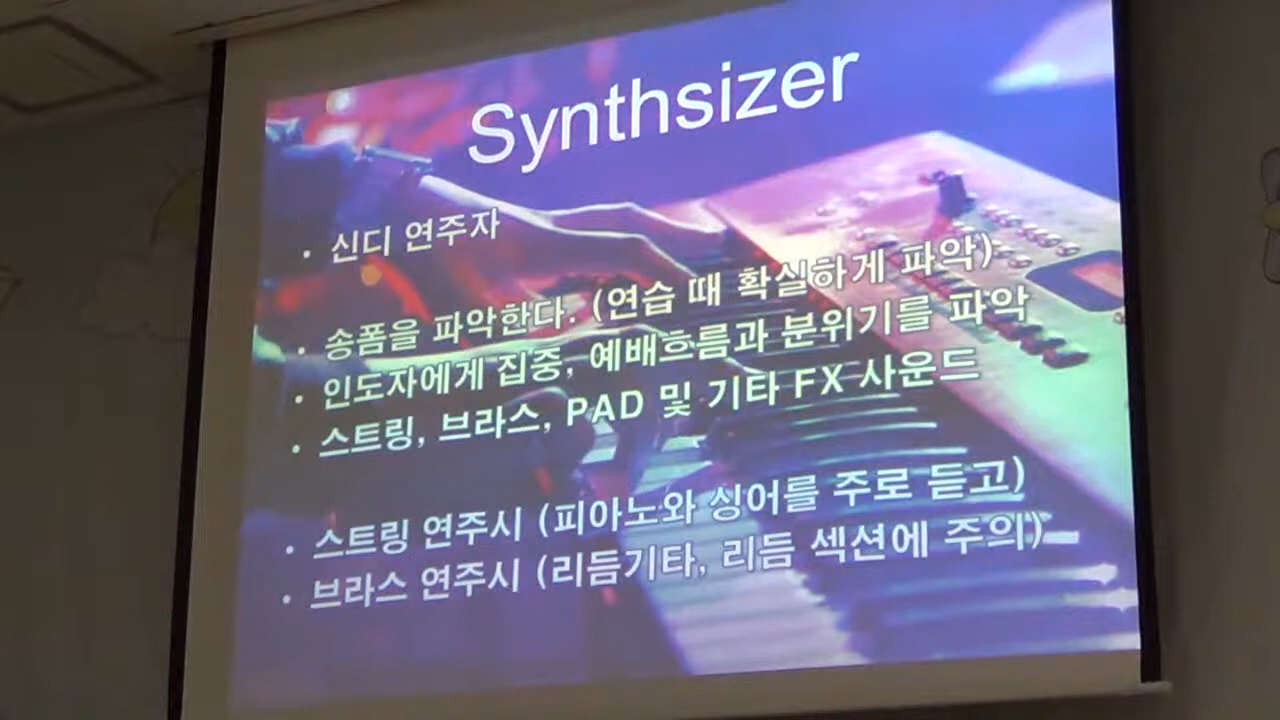 Synthsizer
• 신디 연주자
• 송폼을 파악한다. (연습 때 확실하게 파악)
• 인도자에게 집중, 예배흐름과 분위기를 파악
• 스트링, 브라스, PAD 및 기타 FX 사운드
• 스트링 연주시 (피아노와 싱어를 주로 듣고)
• 브라스 연주시 (리듬기타, 리듬 섹션에 주의)